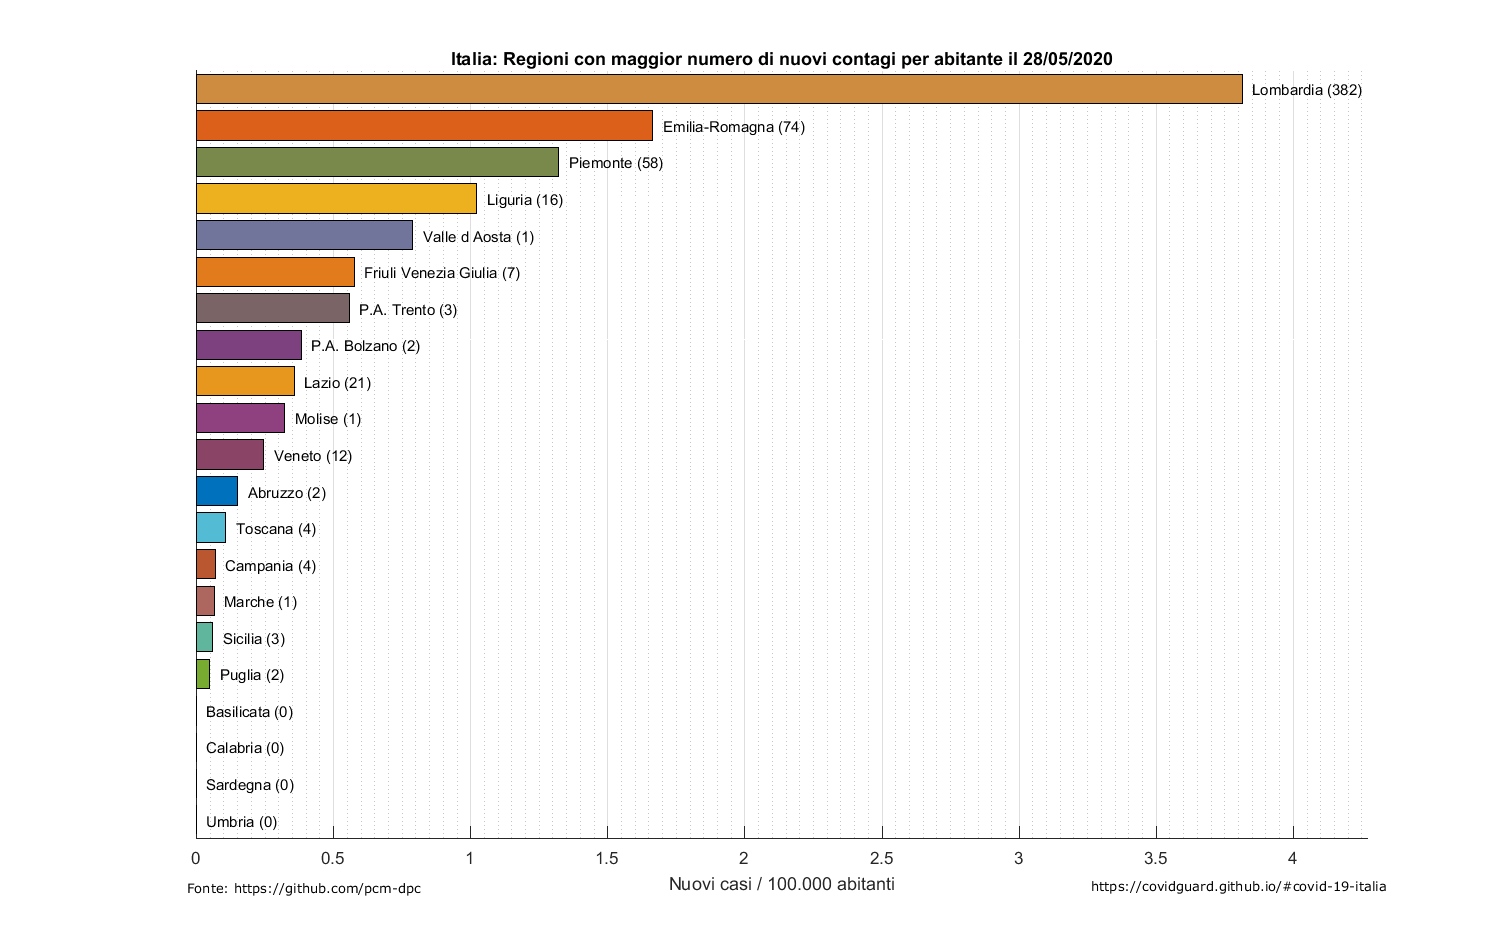 Italia: Regioni con maggior numero di nuovi contagi per abitante il 28/05/2020
Lombardia (382)
Emilia-Romagna (74)
Piemonte (58)
Liguria (16)
Valle d Aosta (1)
Friuli Venezia Giulia (7)
P.A. Trento (3)
P.A. Bolzano (2)
Lazio (21)
Molise (1)
Veneto (12)
Abruzzo (2)
Toscana (4)
Campania (4)
Marche (1)
Sicilia (3)
Puglia (2)
Basilicata (0)
Calabria (0)
Sardegna (0)
Umbria (0)
0 0.5 1 1.5 2 2.5 3 3.5 4
Nuovi casi / 100.000 abitanti
Fonte: https://github.com/pcm-dpc
https://covidguard.github.io/#covid-19-italia